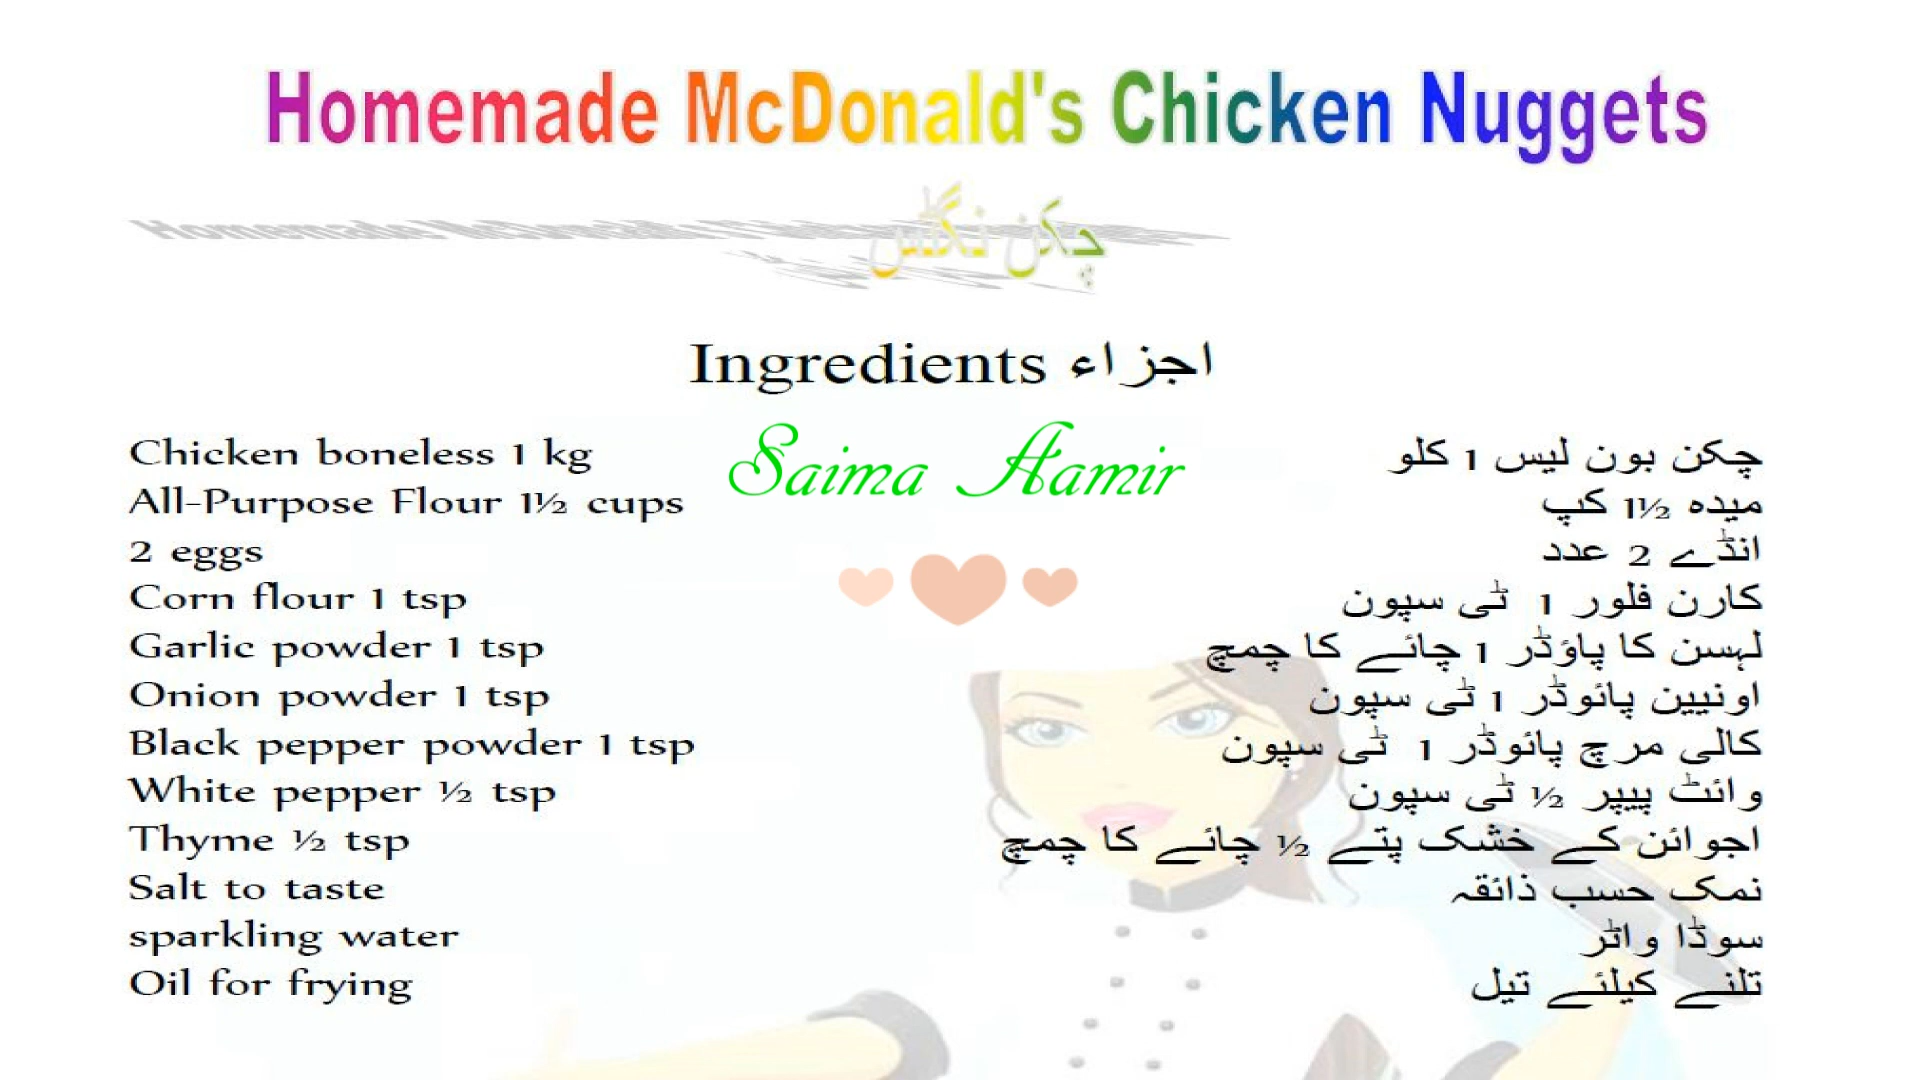 Homemade McDonald's Chicken Nuggets
چکن نگٹس
Ingredients اجزاء
Saima Aamir
Chicken boneless 1 kg
چکن بون لیس 1 کلو
All-Purpose Flour 1½ cups
میدہ 1½ کپ
2 eggs
انڈے 2 عدد
Corn flour 1 tsp
کارن فلور 1 ٹی سپون
Garlic powder 1 tsp
لہسن کا پاؤڈر 1 چائے کا چمچ
Onion powder 1 tsp
اونیین پائوڈر 1 ٹی سپون
Black pepper powder 1 tsp
کالی مرچ پائوڈر 1 ٹی سپون
White pepper ½ tsp
وائٹ پیپر ½ ٹی سپون
Thyme ½ tsp
اجوائن کے خشک پتے ½ چائے کا چمچ
Salt to taste
نمک حسب ذائقہ
sparkling water
سوڈا واٹر
Oil for frying
تلنے کیلئے تیل